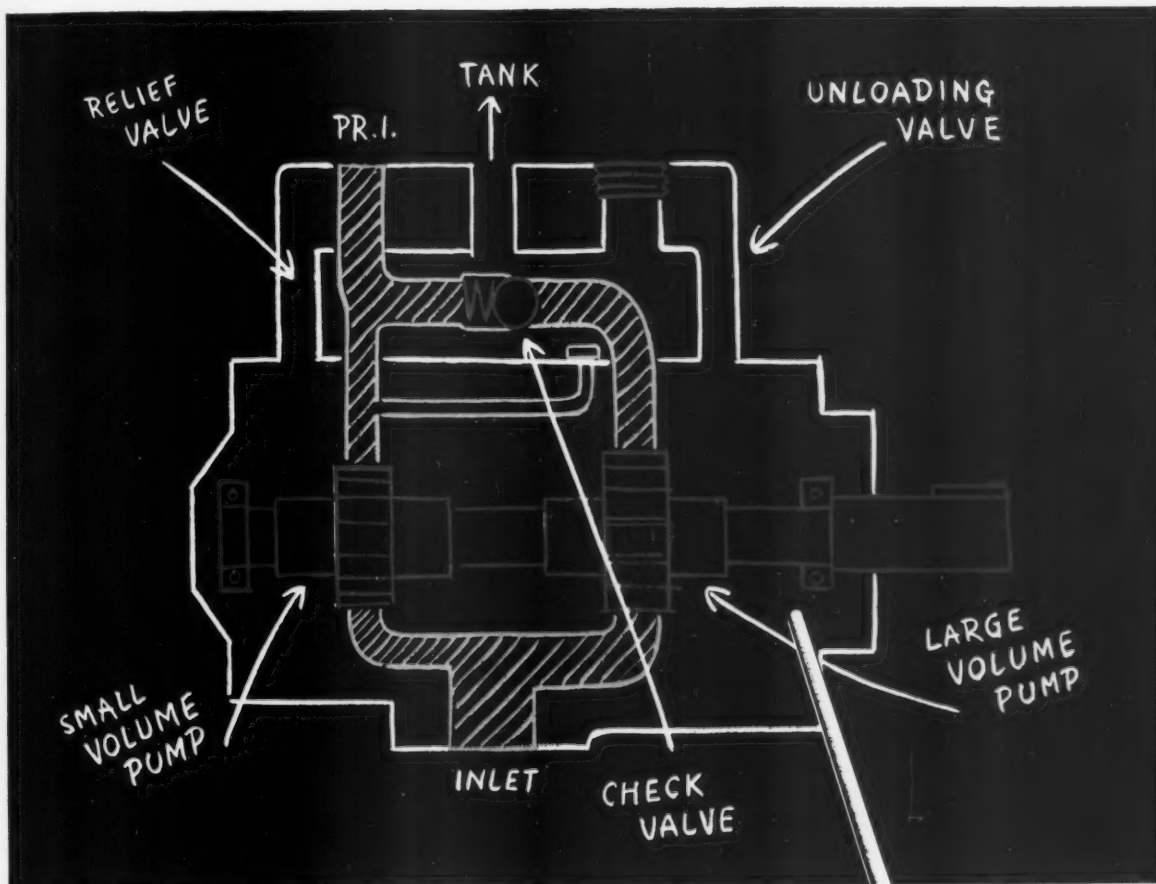 RELIEF
VALVE
PR.I.
TANK
UNLOADING
VALVE
SMALL
VOLUME
PUMP
INLET
CHECK
VALVE
LARGE
VOLUME
PUMP